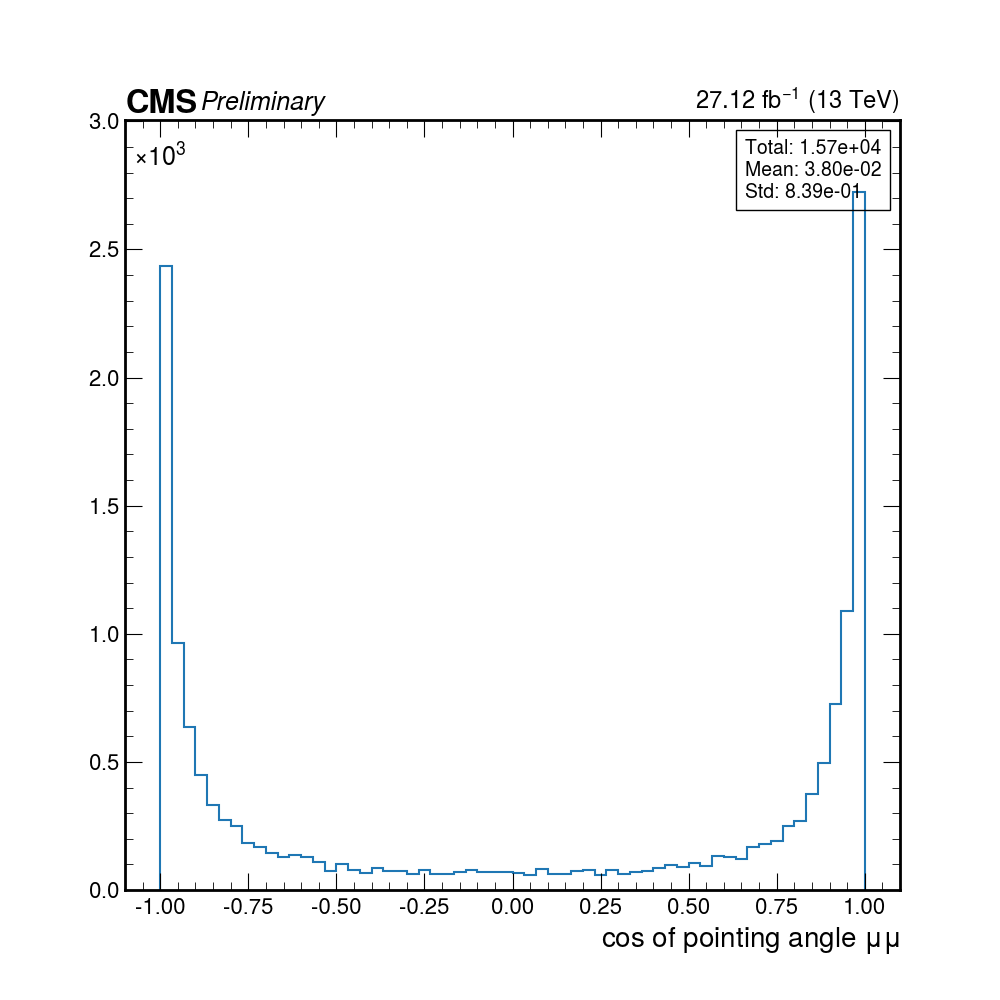 CMS Preliminary 27.12 fb⁻¹ (13 TeV)
×10³
Total: 1.57e+04
Mean: 3.80e-02
Std: 8.39e-01
3.0
2.5
2.0
1.5
1.0
0.5
0.0
-1.00 -0.75 -0.50 -0.25 0.00 0.25 0.50 0.75 1.00
cos of pointing angle μμ